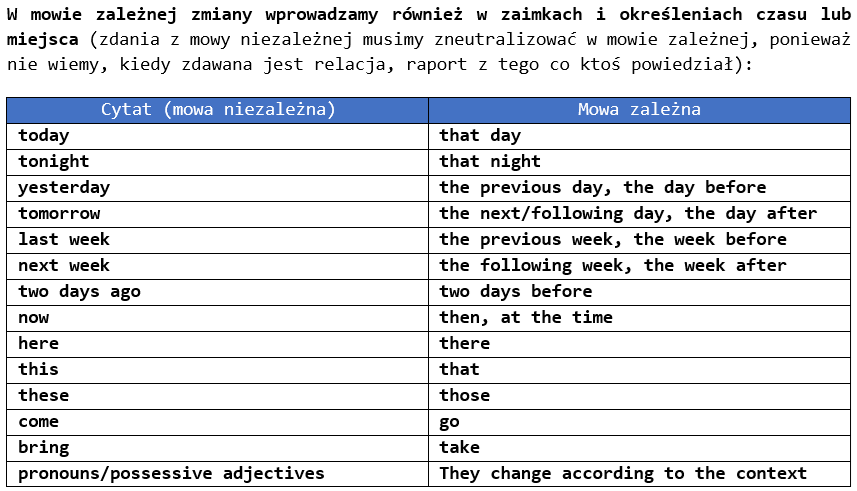 W mowie zależnej zmiany wprowadzamy również w zaimkach i określeniach czasu lub
miejsca (zdania z mowy niezależnej musimy zneutralizować w mowie zależnej, ponieważ
nie wiemy, kiedy zdawana jest relacja, raport z tego co ktoś powiedział):
Cytat (mowa niezależna) Mowa zależna
today that day
tonight that night
yesterday the previous day, the day before
tomorrow the next/following day, the day after
last week the previous week, the week before
next week the following week, the week after
two days ago two days before
now then, at the time
here there
this that
these those
come go
bring take
pronouns/possessive adjectives They change according to the context